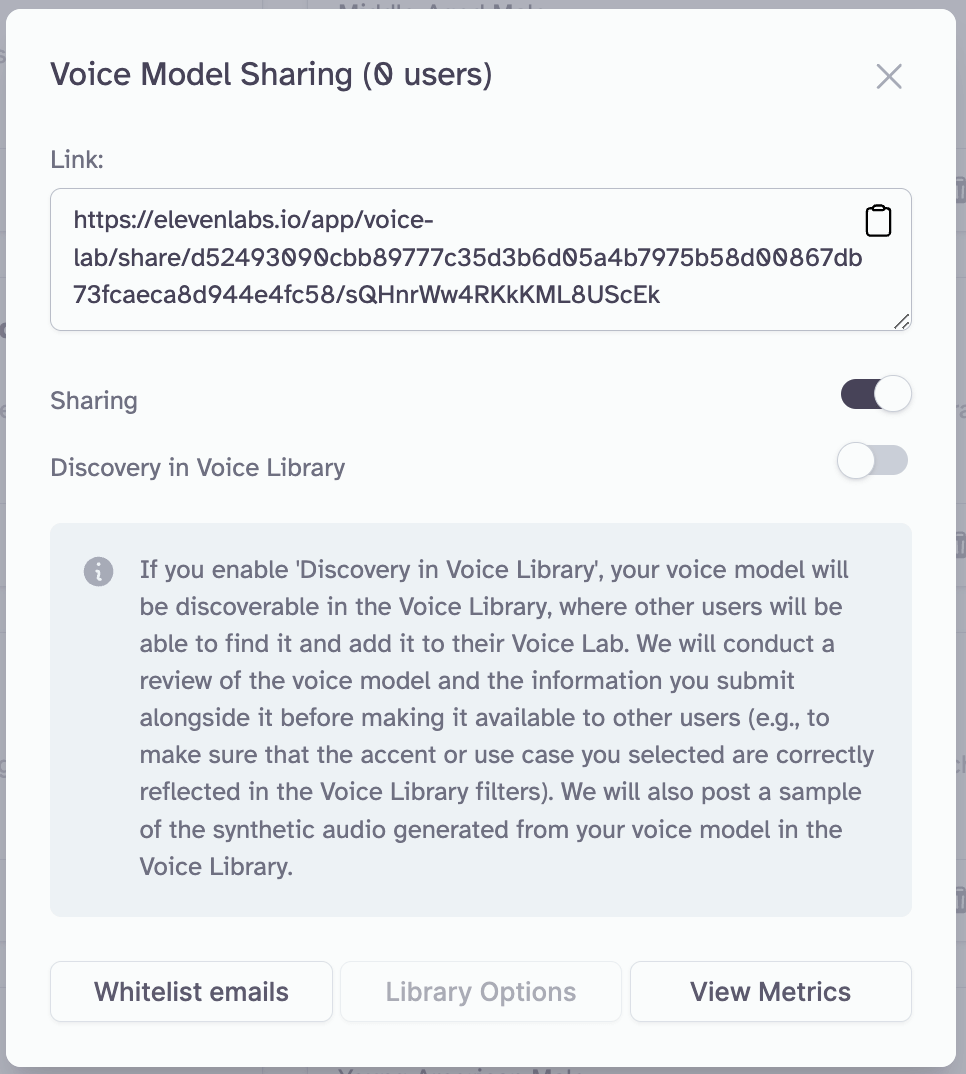 Voice Model Sharing (0 users)
Link:
https://elevenlabs.io/app/voice-
lab/share/d52493090cbb89777c35d3b6d05a4b7975b58d00867db
73fcaeca8d944e4fc58/sQHnrWw4RKkKML8UScEk
Sharing
Discovery in Voice Library
If you enable 'Discovery in Voice Library', your voice model will
be discoverable in the Voice Library, where other users will be
able to find it and add it to their Voice Lab. We will conduct a
review of the voice model and the information you submit
alongside it before making it available to other users (e.g., to
make sure that the accent or use case you selected are correctly
reflected in the Voice Library filters). We will also post a sample
of the synthetic audio generated from your voice model in the
Voice Library.
Whitelist emails
Library Options
View Metrics